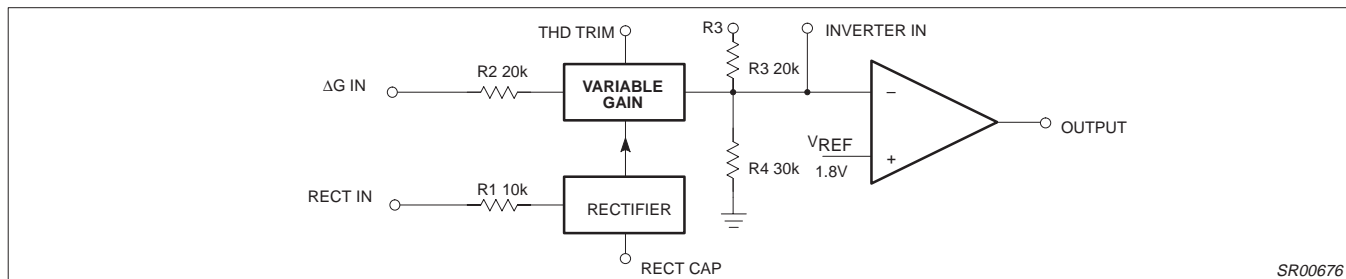 THD TRIM
R3
INVERTER IN
R2 20k
R3 20k
ΔG IN
VARIABLE
GAIN
−
OUTPUT
VREF
+
1.8V
R4 30k
R1 10k
RECT IN
RECTIFIER
RECT CAP
SR00676